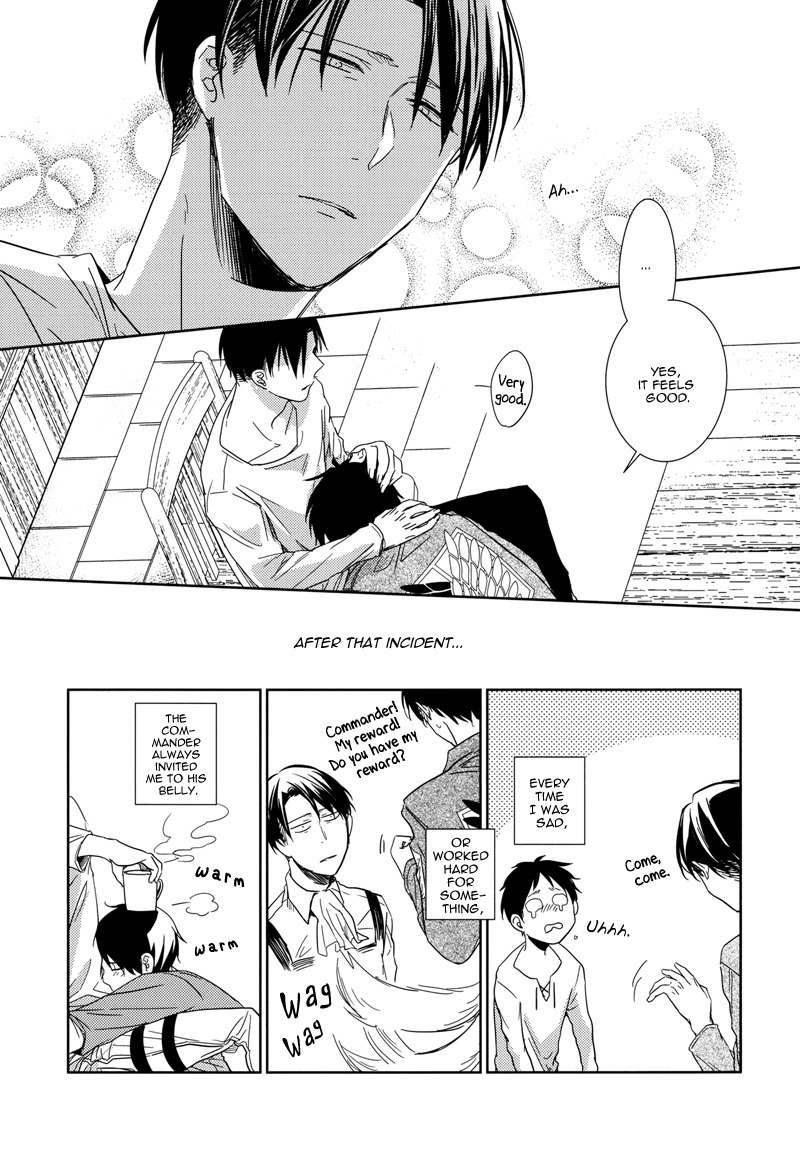 Ah...
...
YES,
IT FEELS
GOOD.
Very
good.
AFTER THAT INCIDENT...
EVERY
TIME
I WAS
SAD,
Come,
come.
Uhhh.
Commander!
My reward!
Do you have my
reward?
OR
WORKED
HARD
FOR
SOME-
THING,
Wag
Wag
THE
COM-
MANDER
ALWAYS
INVITED
ME TO HIS
BELLY.
warm
warm